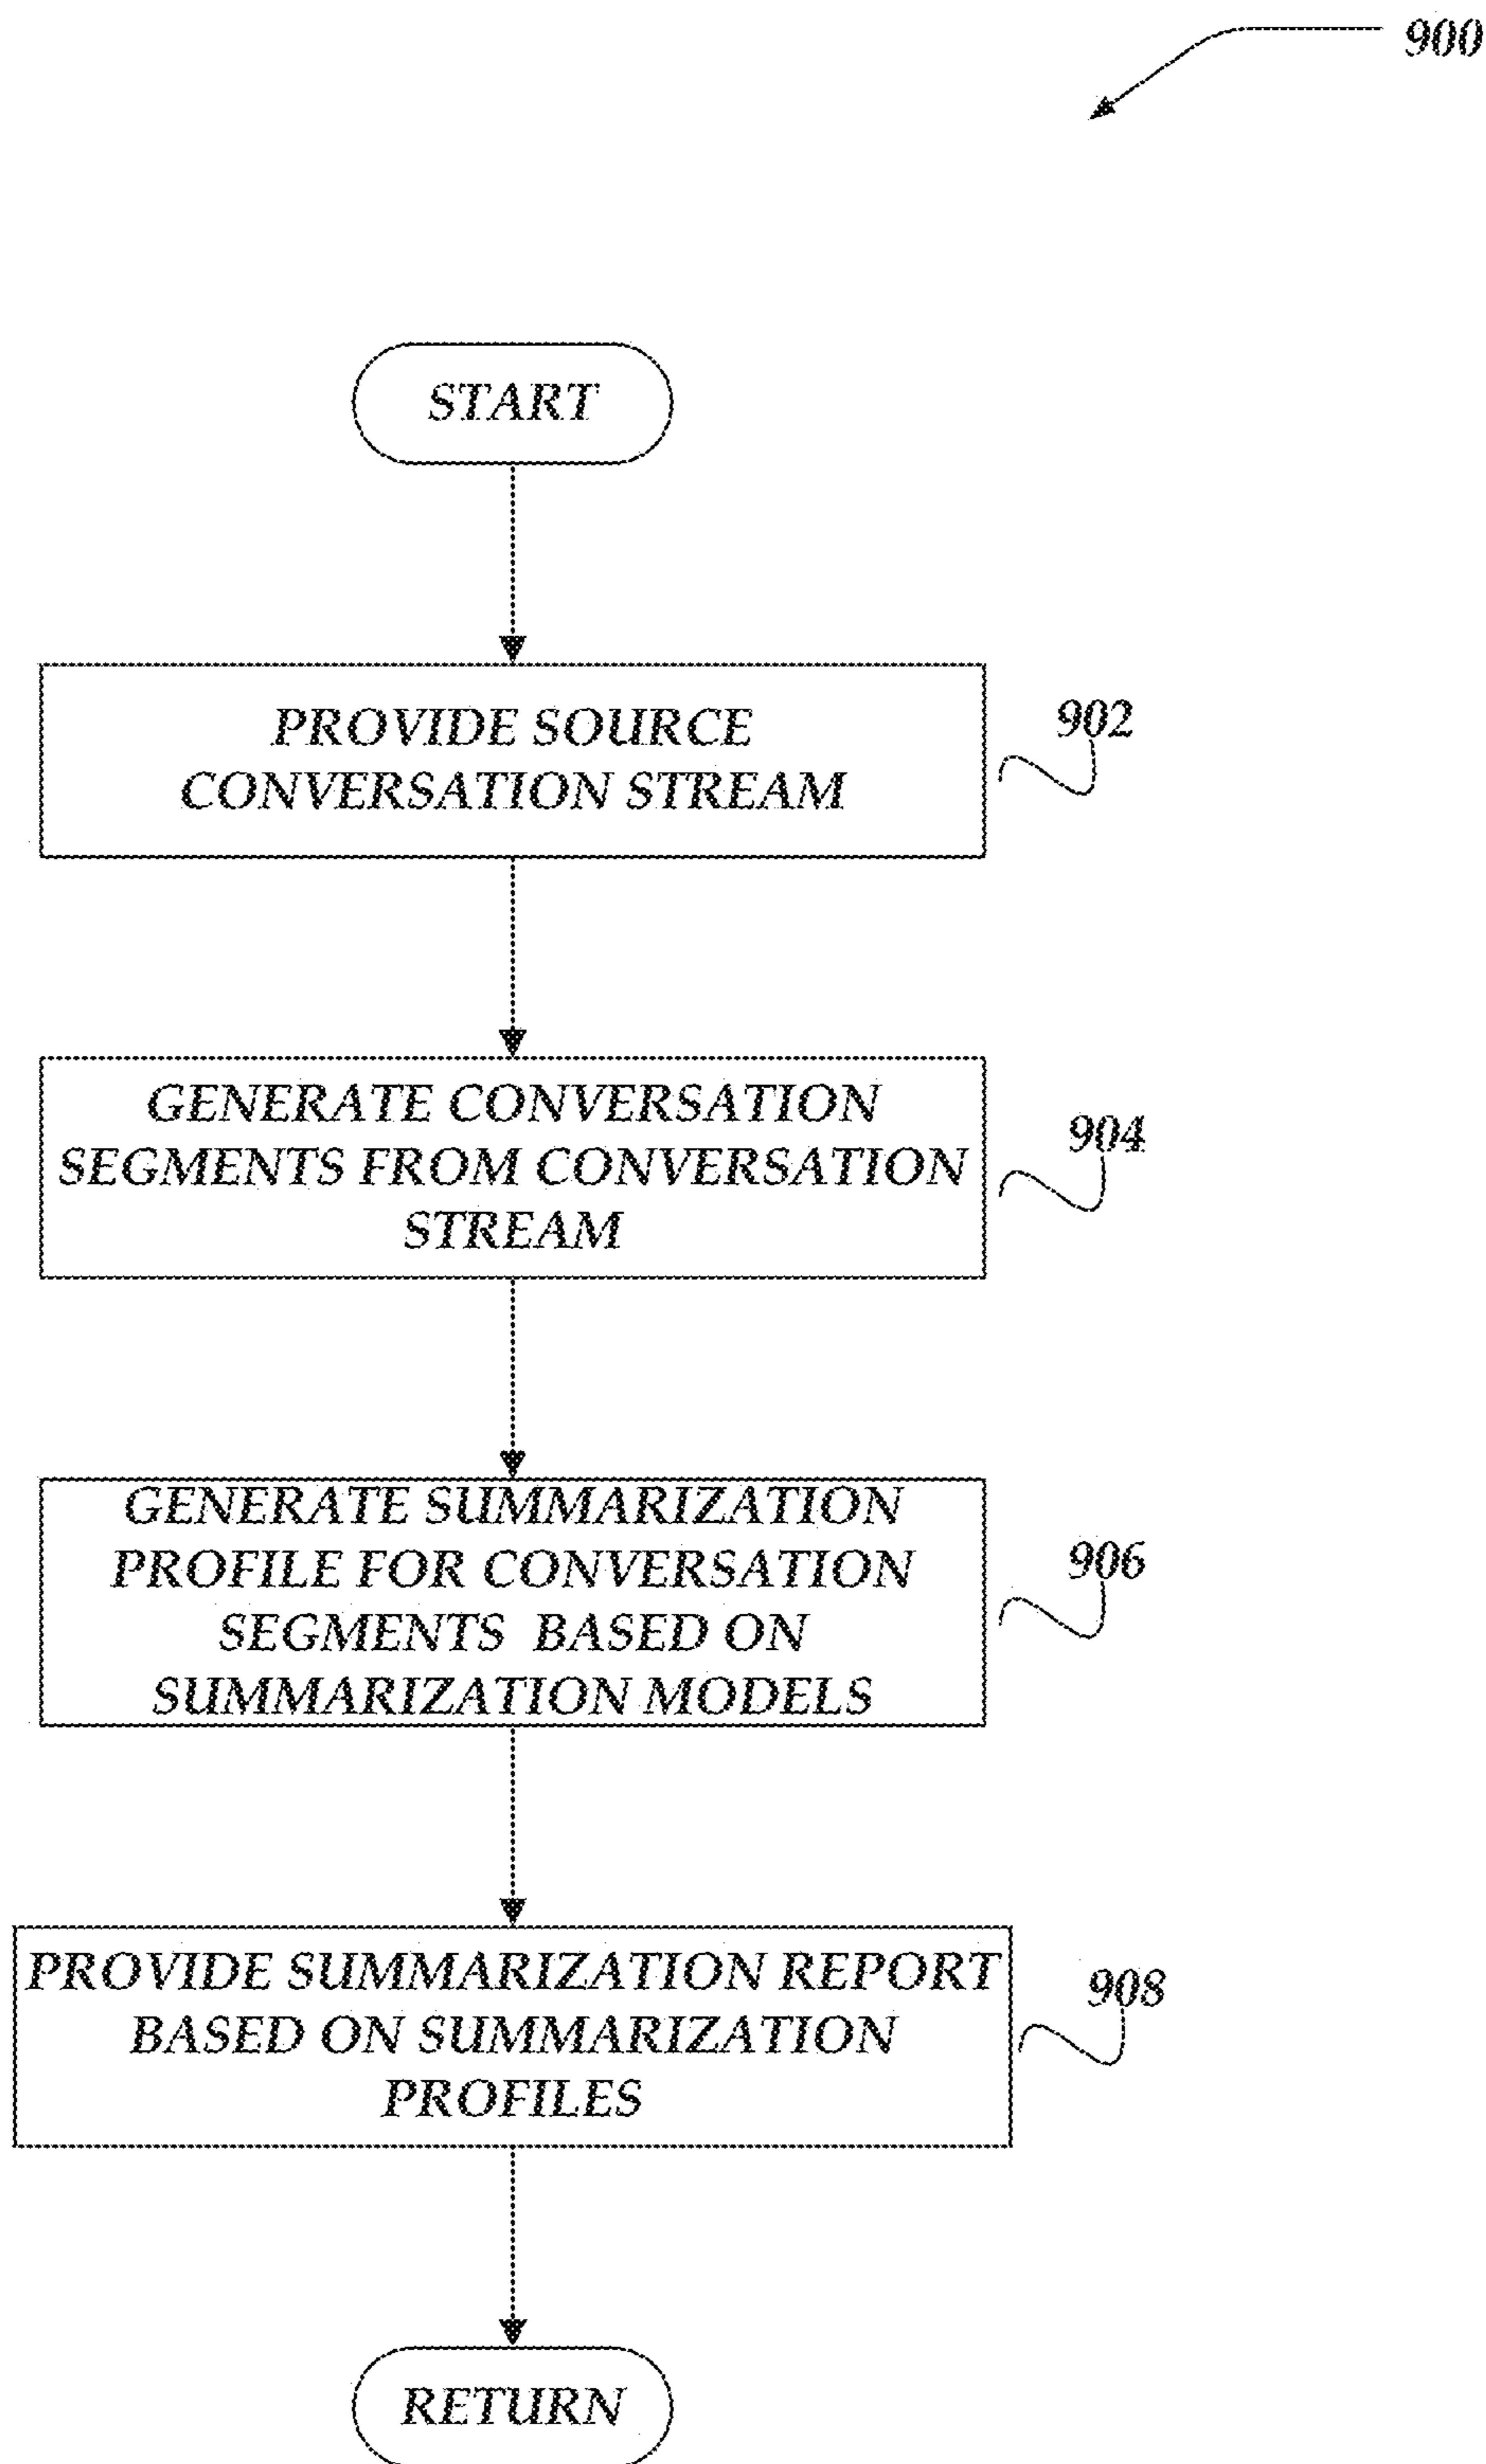 900
START
PROVIDE SOURCE
CONVERSATION STREAM
902
GENERATE CONVERSATION
SEGMENTS FROM CONVERSATION
STREAM
904
GENERATE SUMMARIZATION
PROFILE FOR CONVERSATION
SEGMENTS BASED ON
SUMMARIZATION MODELS
906
PROVIDE SUMMARIZATION REPORT
BASED ON SUMMARIZATION
PROFILES
908
RETURN